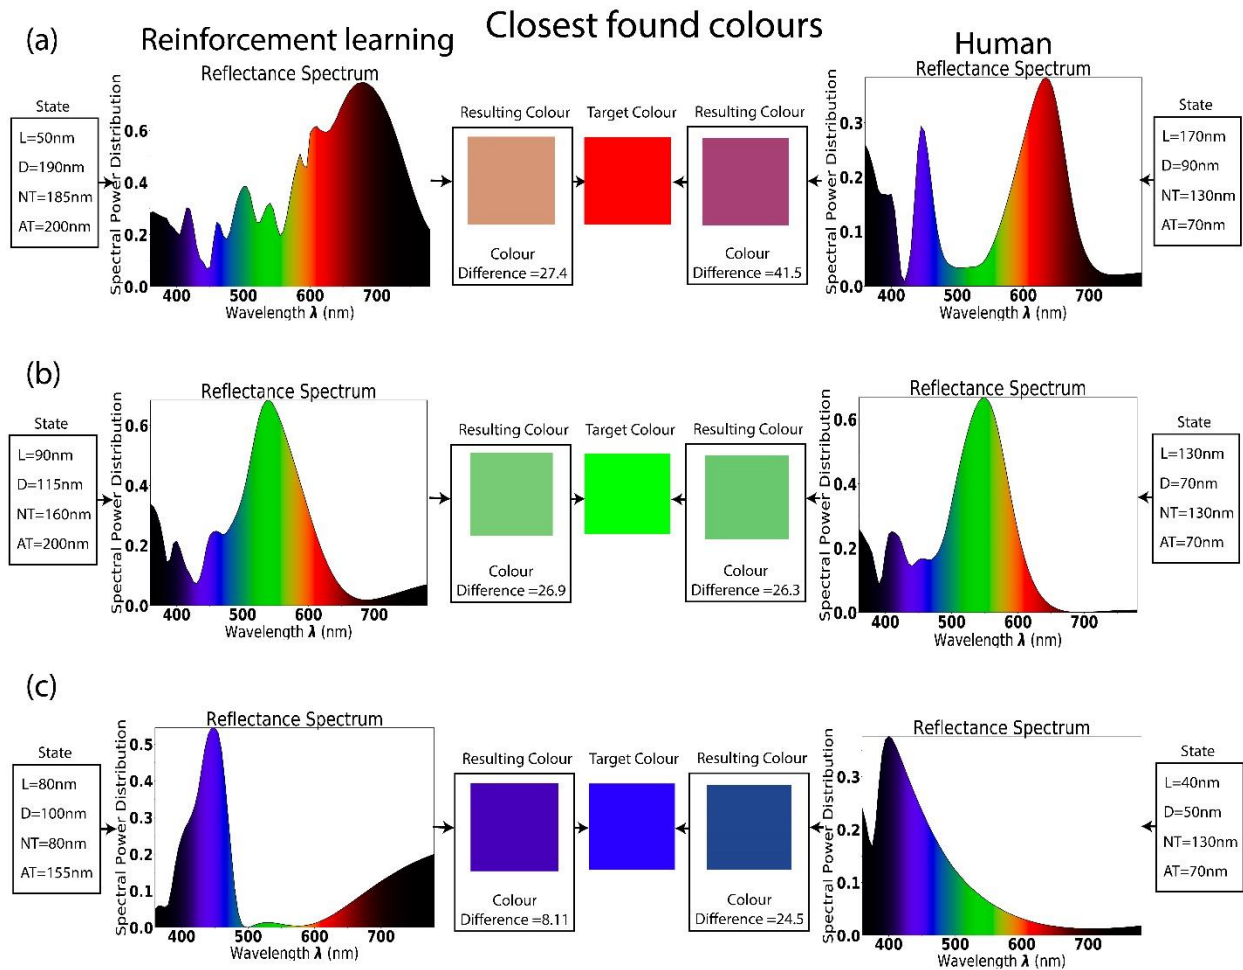 Closest found colours
(a)
Reinforcement learning
Human
Reflectance Spectrum
State
L=50nm
D=190nm
NT=185nm
AT=200nm
Spectral Power Distribution
0.6
0.4
0.2
0.0
400 500 600 700
Wavelength λ (nm)
Resulting Colour
Colour
Difference =27.4
Target Colour
Resulting Colour
Colour
Difference =41.5
Reflectance Spectrum
Spectral Power Distribution
0.3
0.2
0.1
0.0
400 500 600 700
Wavelength λ (nm)
State
L=170nm
D=90nm
NT=130nm
AT=70nm
(b)
Reflectance Spectrum
State
L=90nm
D=115nm
NT=160nm
AT=200nm
Spectral Power Distribution
0.6
0.4
0.2
0.0
400 500 600 700
Wavelength λ (nm)
Resulting Colour
Colour
Difference =26.9
Target Colour
Resulting Colour
Colour
Difference =26.3
Reflectance Spectrum
Spectral Power Distribution
0.6
0.4
0.2
0.0
400 500 600 700
Wavelength λ (nm)
State
L=130nm
D=70nm
NT=130nm
AT=70nm
(c)
Reflectance Spectrum
State
L=80nm
D=100nm
NT=80nm
AT=155nm
Spectral Power Distribution
0.5
0.4
0.3
0.2
0.1
0.0
400 500 600 700
Wavelength λ (nm)
Resulting Colour
Colour
Difference =8.11
Target Colour
Resulting Colour
Colour
Difference =24.5
Reflectance Spectrum
Spectral Power Distribution
0.3
0.2
0.1
0.0
400 500 600 700
Wavelength λ (nm)
State
L=40nm
D=50nm
NT=130nm
AT=70nm